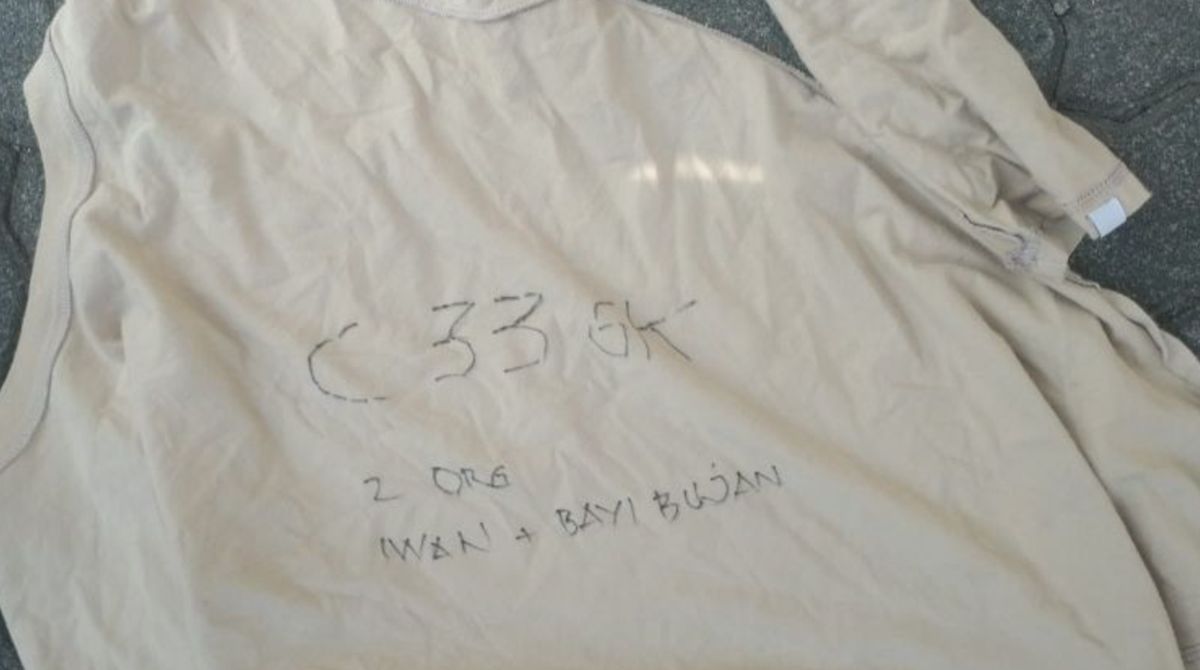 C 33 GK
2 ORG
IWAN + BAYI BUJAN